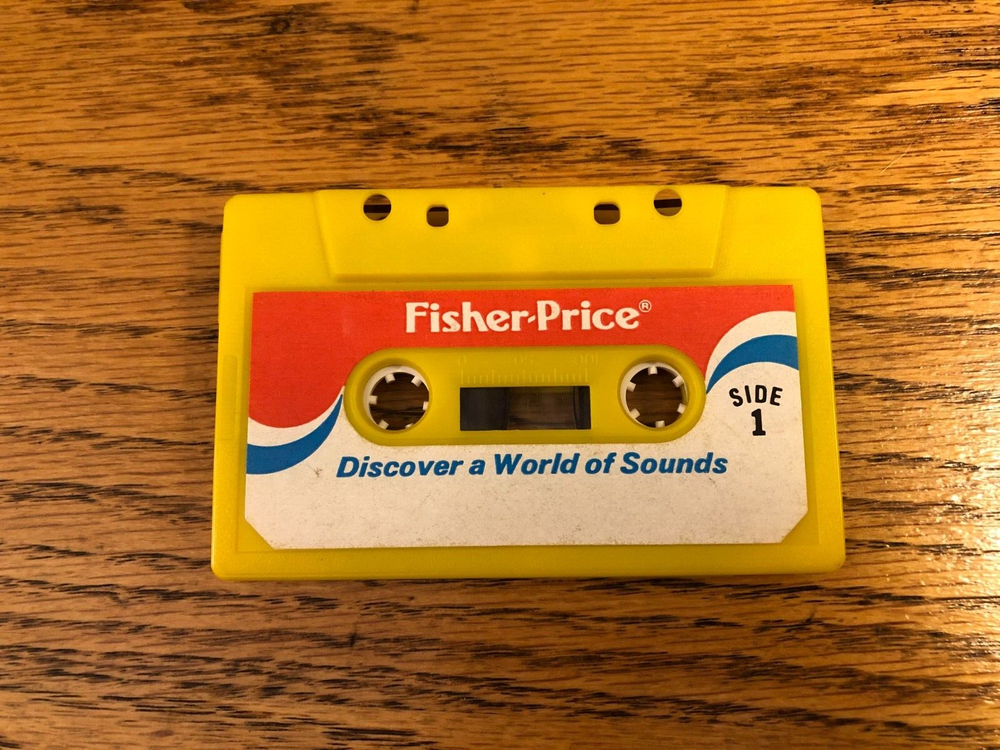 Fisher-Price®
SIDE
1
Discover a World of Sounds